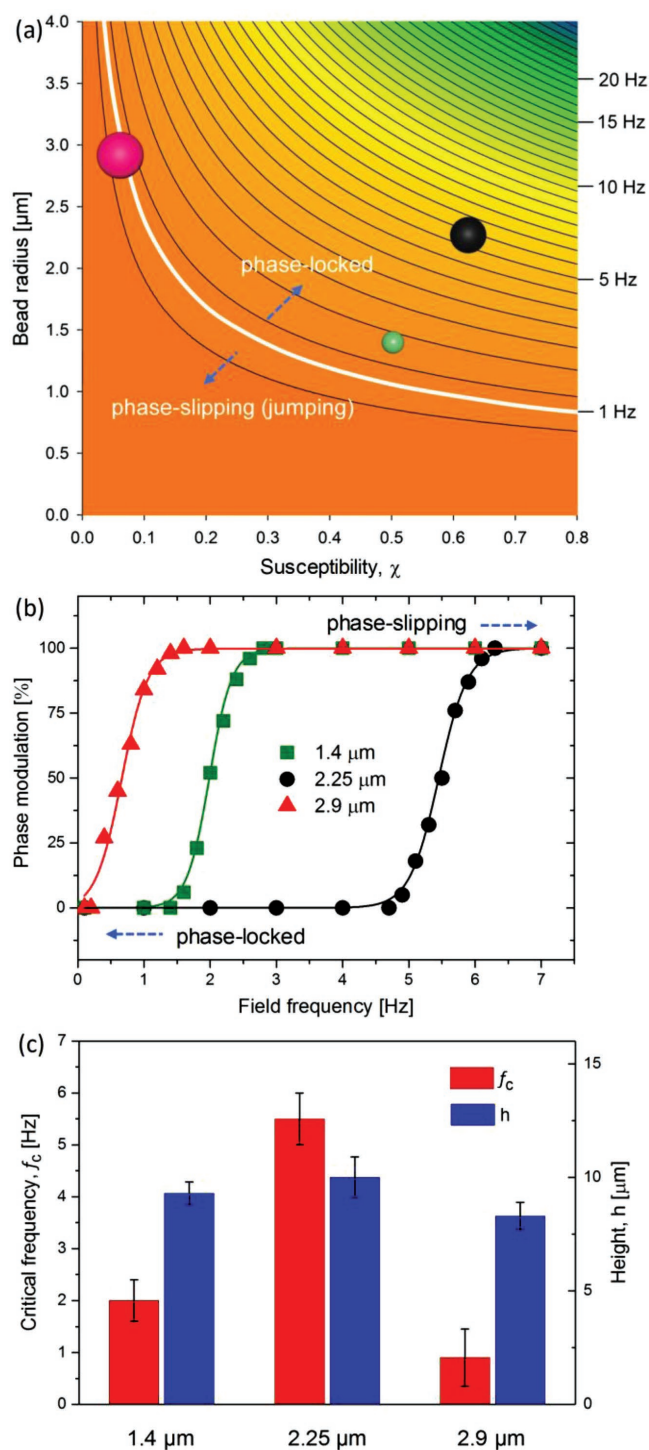 (a)
4.0
3.5
3.0
2.5
2.0
1.5
1.0
0.5
0.0
Bead radius [μm]
20 Hz
15 Hz
10 Hz
5 Hz
1 Hz
phase-locked
phase-slipping (jumping)
0.0 0.1 0.2 0.3 0.4 0.5 0.6 0.7 0.8
Susceptibility, χ
(b)
phase-slipping
100
75
50
25
0
Phase modulation [%]
1.4 μm
2.25 μm
2.9 μm
phase-locked
0 1 2 3 4 5 6 7
Field frequency [Hz]
(c)
7
6
5
4
3
2
1
0
Critical frequency, fc [Hz]
fc
h
15
10
5
0
Height, h [μm]
1.4 μm 2.25 μm 2.9 μm